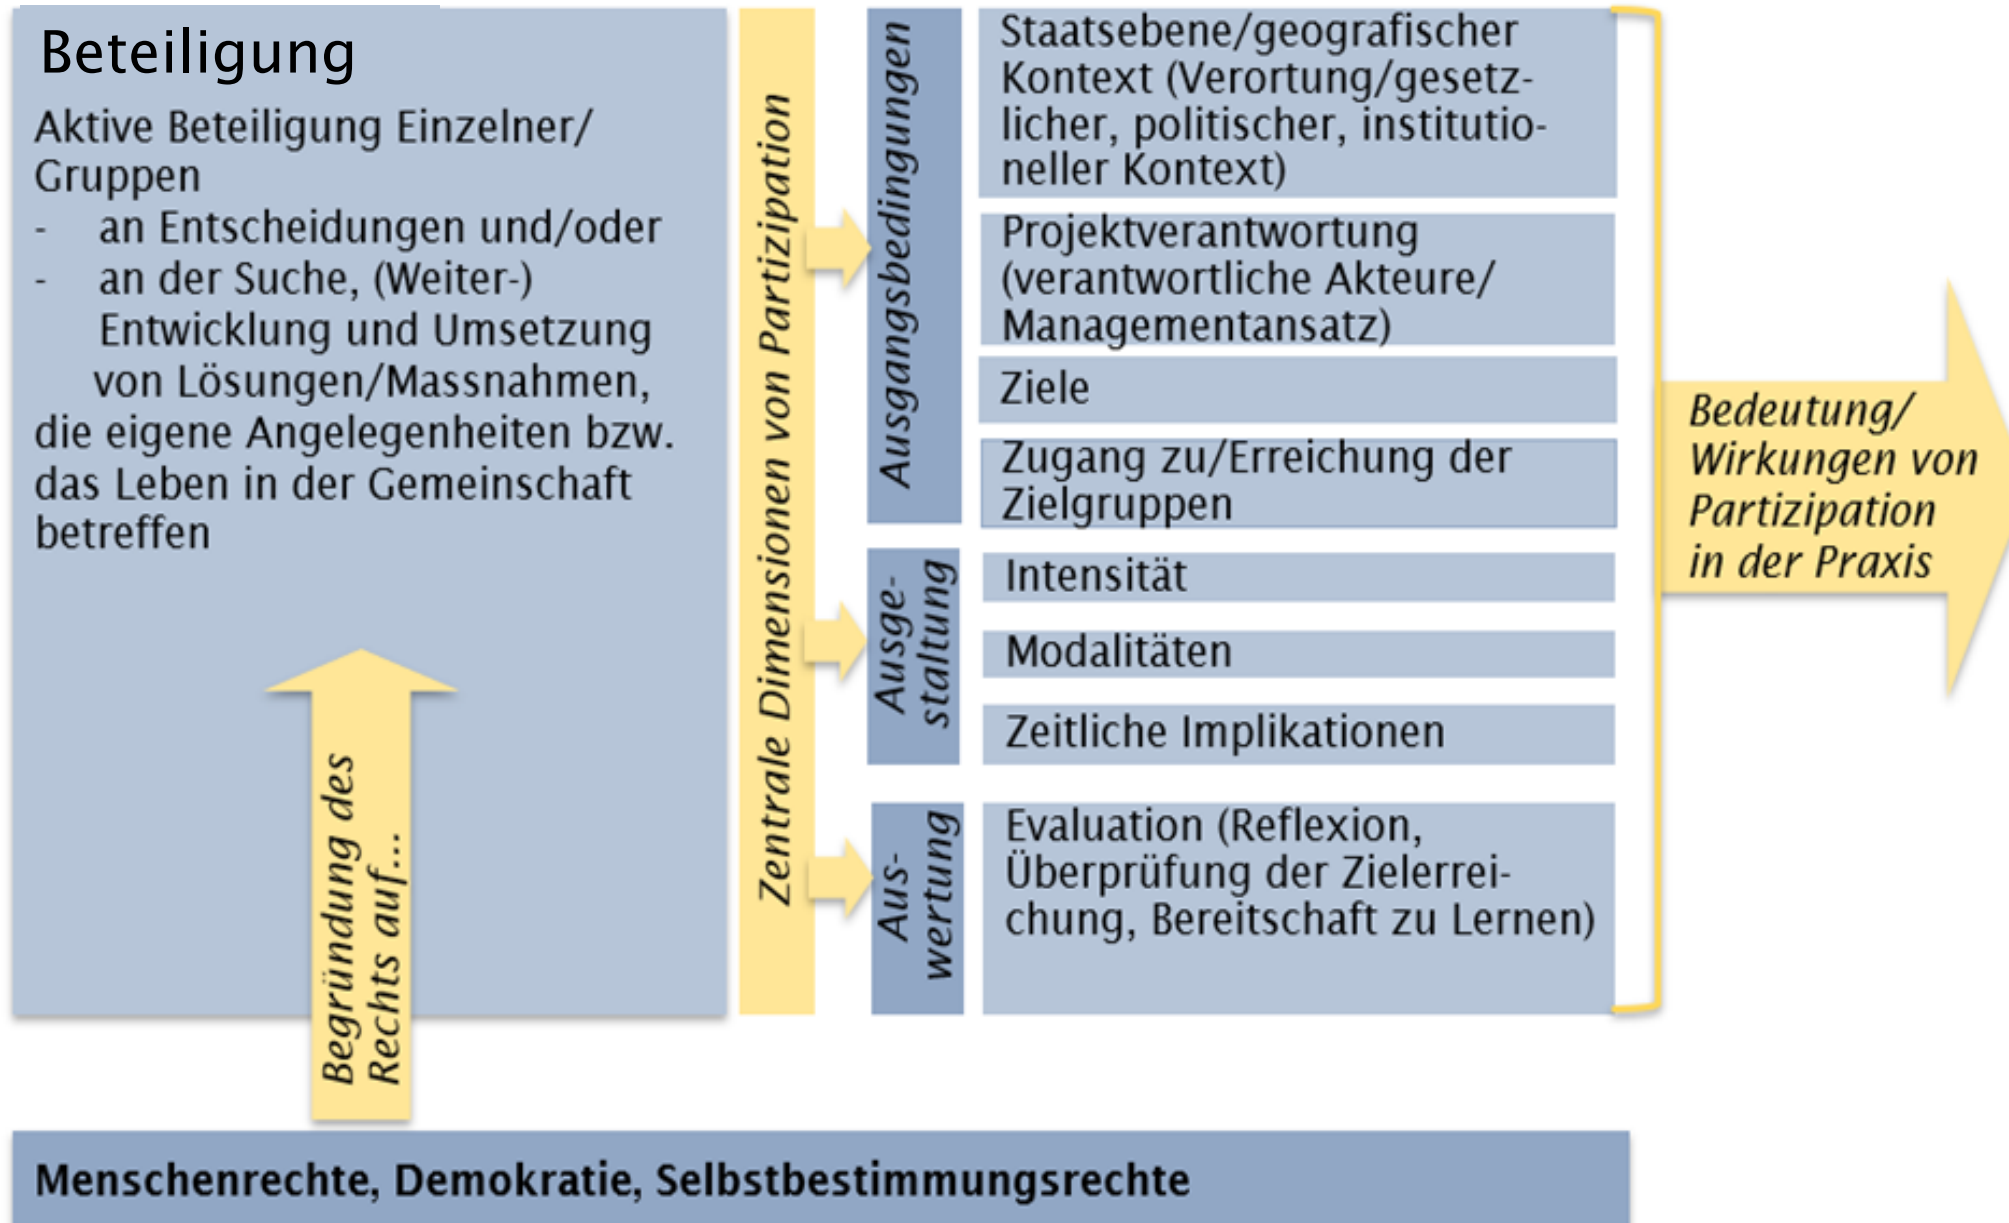 Beteiligung
Aktive Beteiligung Einzelner/
Gruppen
- an Entscheidungen und/oder
- an der Suche, (Weiter-)
Entwicklung und Umsetzung
von Lösungen/Massnahmen,
die eigene Angelegenheiten bzw.
das Leben in der Gemeinschaft
betreffen
Begründung des
Rechts auf...
Zentrale Dimensionen von Partizipation
Ausgangsbedingungen
Staatsebene/geografischer
Kontext (Verortung/gesetz-
licher, politischer, institutio-
neller Kontext)
Projektverantwortung
(verantwortliche Akteure/
Managementansatz)
Ziele
Zugang zu/Erreichung der
Zielgruppen
Ausge-
staltung
Intensität
Modalitäten
Zeitliche Implikationen
Aus-
wertung
Evaluation (Reflexion,
Überprüfung der Zielerrei-
chung, Bereitschaft zu Lernen)
Bedeutung/
Wirkungen von
Partizipation
in der Praxis
Menschenrechte, Demokratie, Selbstbestimmungsrechte